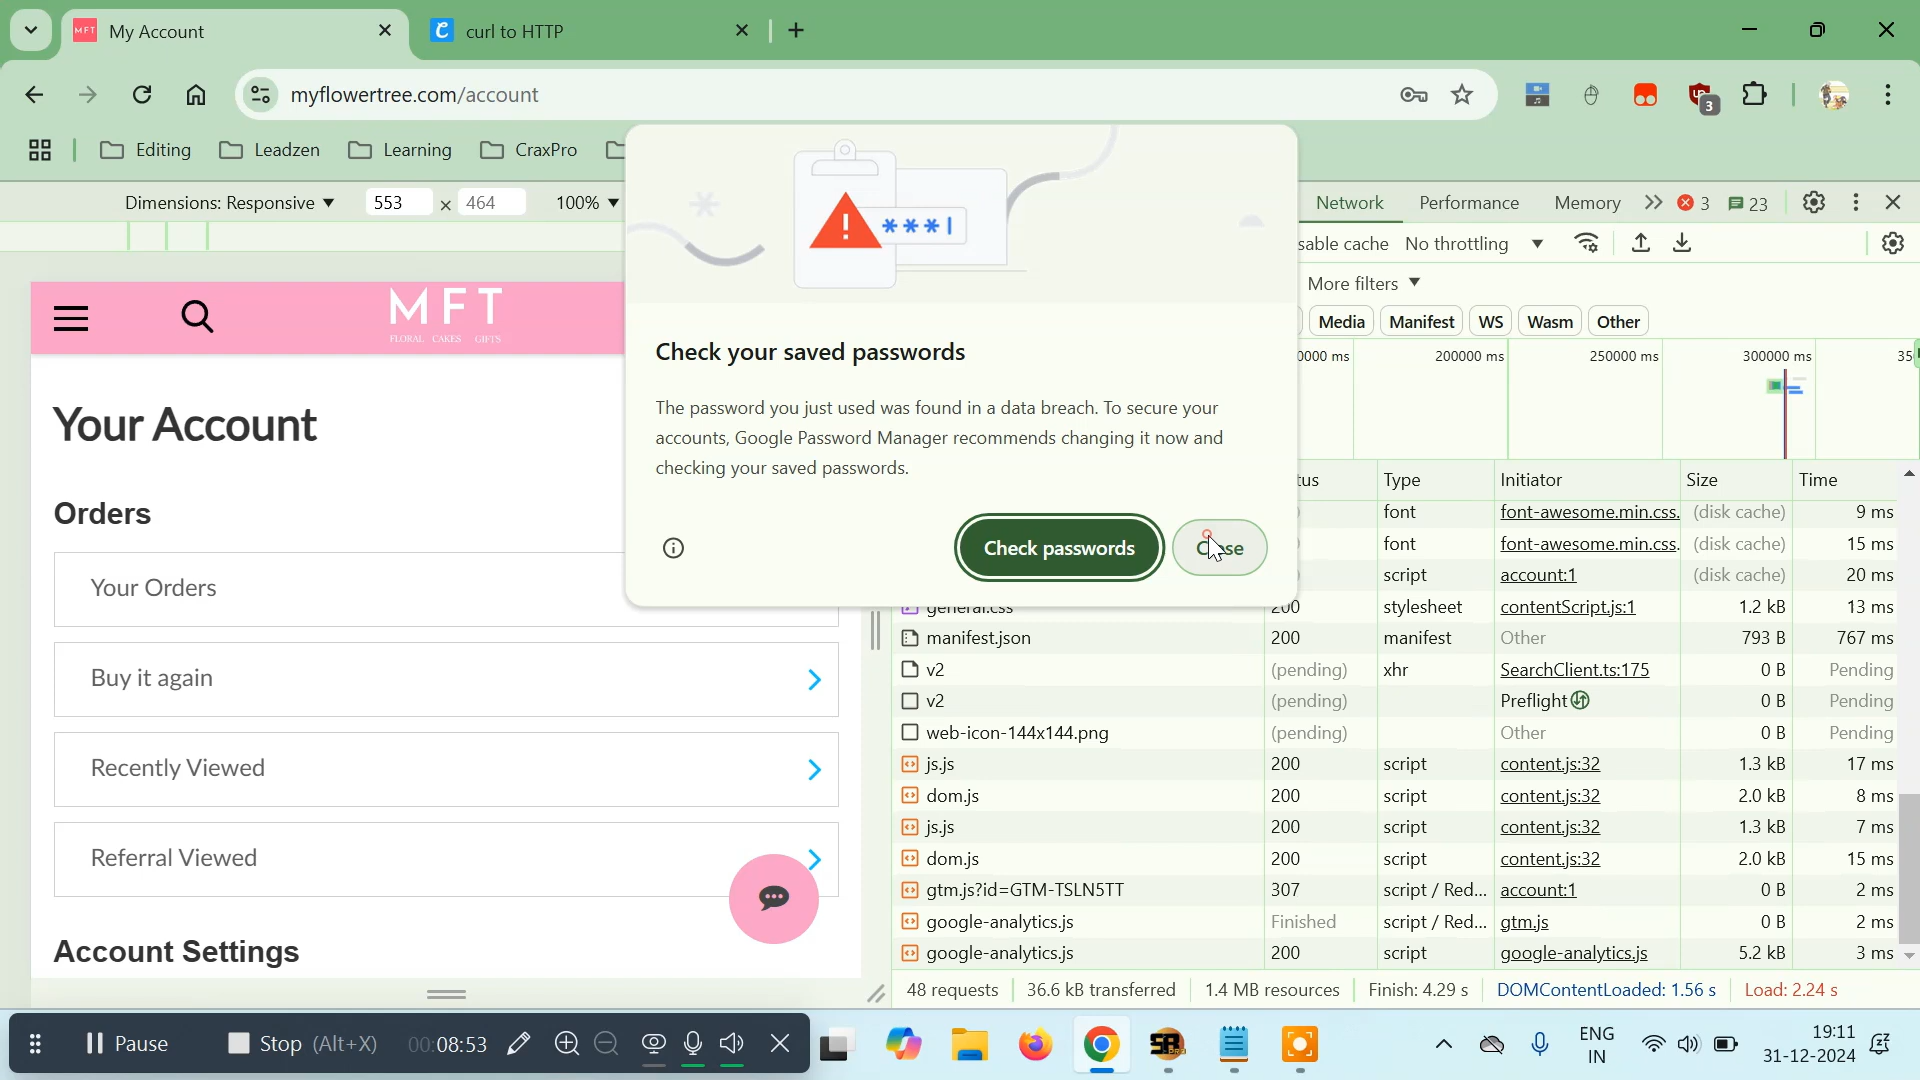 MFT My Account
curl to HTTP
myflowertree.com/account
3
Editing
Leadzen
Learning
CraxPro
Dimensions: Responsive
553 x 464
100%
Network
Performance
Memory
3
23
sable cache
No throttling
More filters
Media
Manifest
WS
Wasm
Other
0000 ms
200000 ms
250000 ms
300000 ms
35
MFT
FLORAL CAKES GIFTS
Your Account
Orders
Your Orders
Buy it again
Recently Viewed
Referral Viewed
Account Settings
***|
Check your saved passwords
The password you just used was found in a data breach. To secure your
accounts, Google Password Manager recommends changing it now and
checking your saved passwords.
Check passwords
Close
tus Type Initiator Size Time
font font-awesome.min.css. (disk cache) 9 ms
font font-awesome.min.css. (disk cache) 15 ms
script account:1 (disk cache) 20 ms
general.css 200 stylesheet contentScript.js:1 1.2 kB 13 ms
manifest.json 200 manifest Other 793 B 767 ms
v2 (pending) xhr SearchClient.ts:175 0 B Pending
v2 (pending) Preflight 0 B Pending
web-icon-144x144.png (pending) Other 0 B Pending
js.js 200 script content.js:32 1.3 kB 17 ms
dom.js 200 script content.js:32 2.0 kB 8 ms
js.js 200 script content.js:32 1.3 kB 7 ms
dom.js 200 script content.js:32 2.0 kB 15 ms
gtm.js?id=GTM-TSLN5TT 307 script / Red... account:1 0 B 2 ms
google-analytics.js Finished script / Red... gtm.js 0 B 2 ms
google-analytics.js 200 script google-analytics.js 5.2 kB 3 ms
48 requests 36.6 kB transferred 1.4 MB resources Finish: 4.29 s DOMContentLoaded: 1.56 s Load: 2.24 s
Pause
Stop (Alt+X)
00:08:53
ENG
IN
19:11
31-12-2024